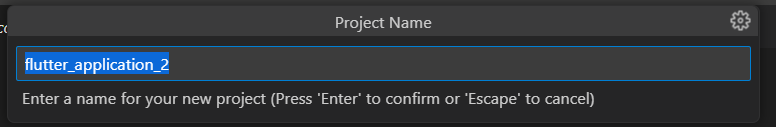 Project Name
flutter_application_2
Enter a name for your new project (Press 'Enter' to confirm or 'Escape' to cancel)